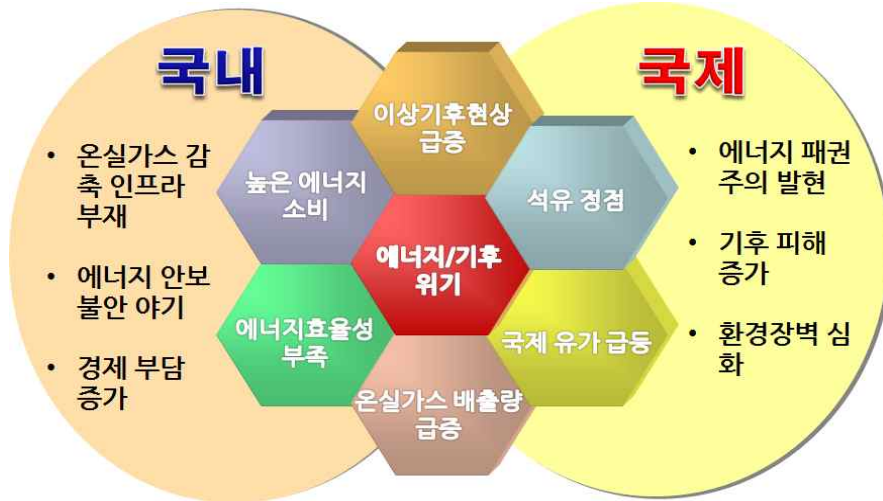 국내
국제
• 온실가스 감
축 인프라
부재
• 에너지 안보
불안 야기
• 경제 부담
증가
이상기후현상
급증
높은 에너지
소비
석유 정점
에너지/기후
위기
에너지효율성
부족
국제 유가 급등
온실가스 배출량
급증
• 에너지 패권
주의 발현
• 기후 피해
증가
• 환경장벽 심
화